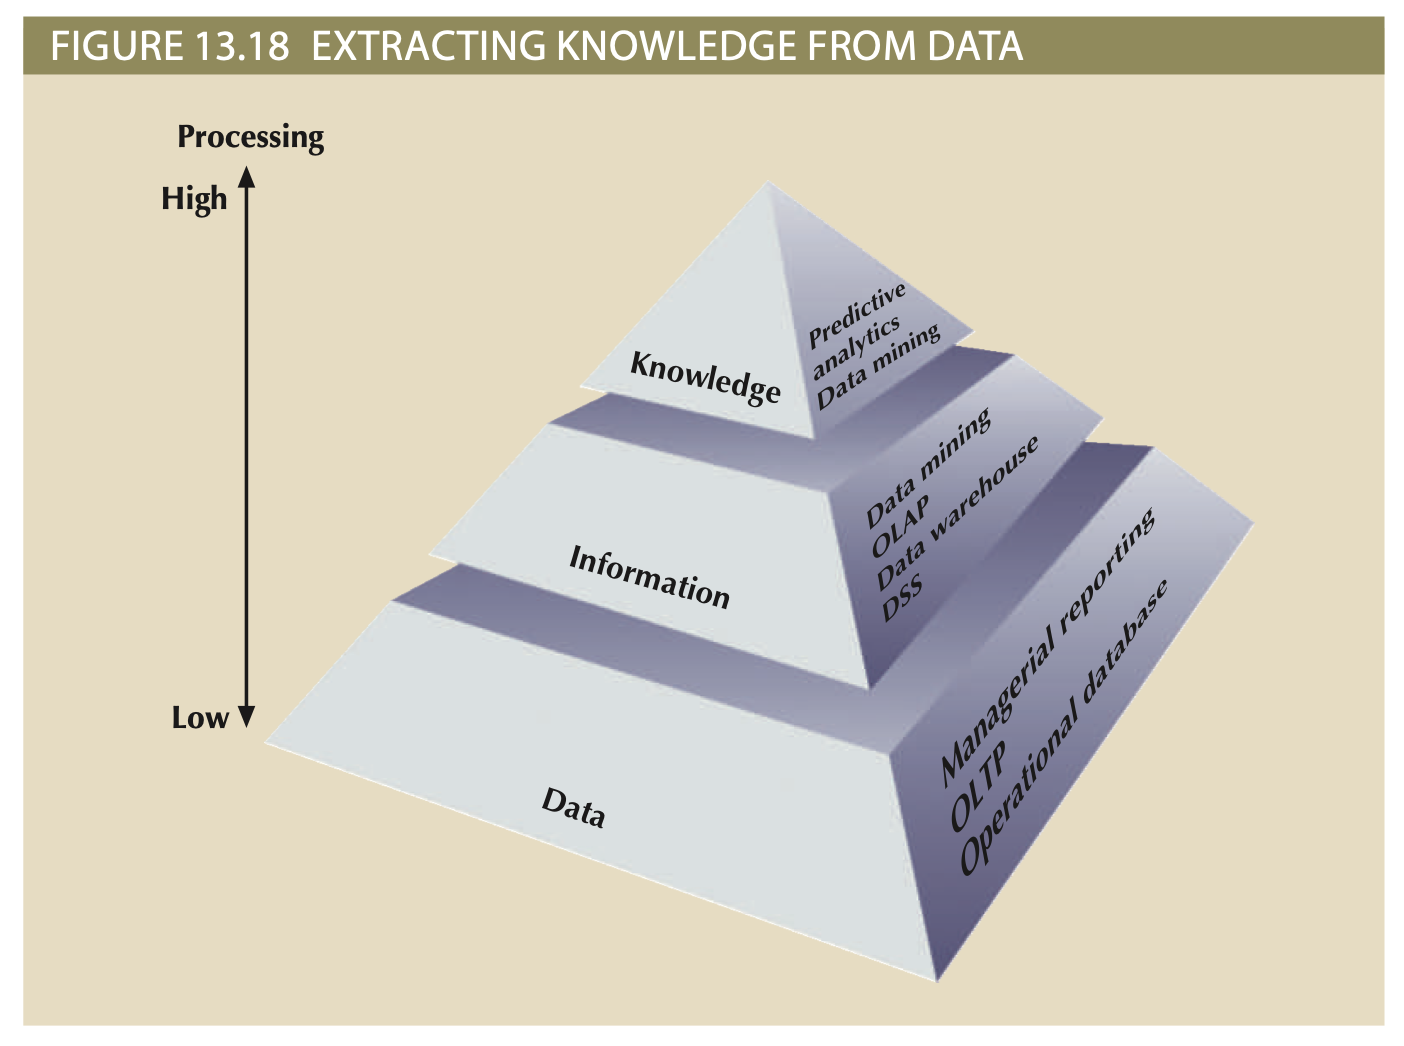 FIGURE 13.18 EXTRACTING KNOWLEDGE FROM DATA
Processing
High
Low
Knowledge
Predictive
analytics
Data mining
Information
Data mining
OLAP
Data warehouse
DSS
Data
Managerial reporting
OLTP
Operational database